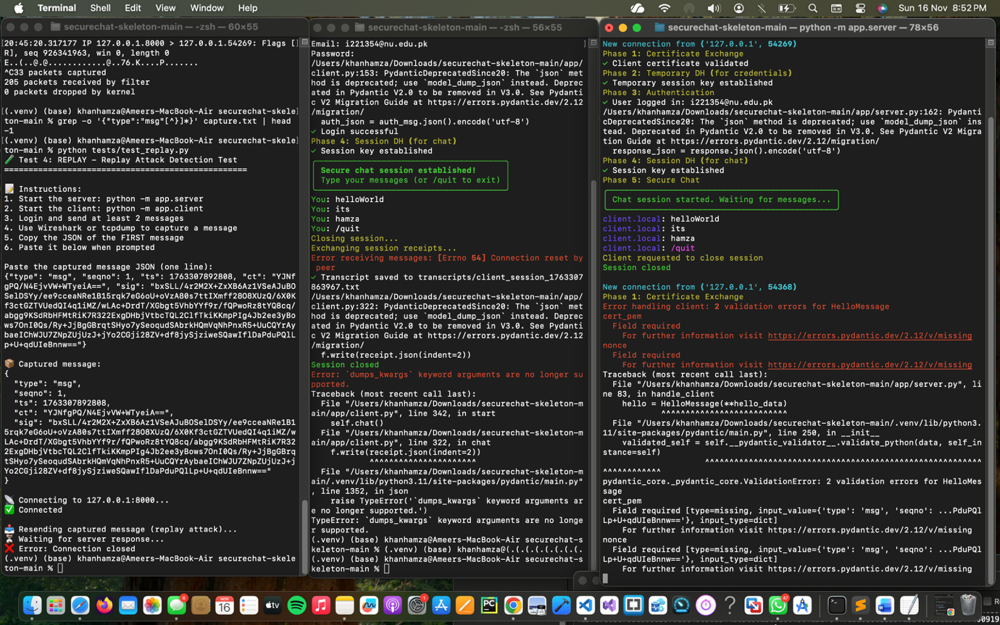 Terminal Shell Edit View Window Help
Sun 16 Nov 8:52 PM
securechat-skeleton-main — -zsh — 60×55
[20:45:20.317177 IP 127.0.0.1.8000 > 127.0.0.1.54269: Flags [
R], seq 926341963, win 0, length 0
E..(..@.@............@..76.K....P.......
^C33 packets captured
205 packets received by filter
0 packets dropped by kernel
[(.venv) (base) khanhamza@Ameers-MacBook-Air securechat-skele
ton-main % grep -o '{"type":"msg"[^}]*}' capture.txt | head
-1
[(.venv) (base) khanhamza@Ameers-MacBook-Air securechat-skele
ton-main % python tests/test_replay.py
Test 4: REPLAY - Replay Attack Detection Test
==================================================
Instructions:
1. Start the server: python -m app.server
2. Start the client: python -m app.client
3. Login and send at least 2 messages
4. Use Wireshark or tcpdump to capture a message
5. Copy the JSON of the FIRST message
6. Paste it below when prompted
Paste the captured message JSON (one line):
{"type": "msg", "seqno": 1, "ts": 1763307892808, "ct": "YJNf
gPQ/N4EjvVW+WTyeiA==", "sig": "bxSLL/4r2M2X+ZxXB6Az1VSeAJuBO
SelDSYy/ee9cceaNRe1B15rqk7eG6oU+oVzA80s7ttIXmff28O8XUzQ/6X0K
f3ctGZTVUedQI4q1iMZ/wLAc+DrdT/XGbgt5VhbYYf9r/fQPwoRz8tYQ8cq/
abgg9KSdRbHFMtRiK7R322ExgDHbjVtbcTQL2ClfTkiKKmpPIg4Jb2ee3yBo
ws7OnI0Qs/Ry+JjBgGBrqtSHyo7ySeoqudSAbrkHQmVqNhPnxR5+UuCQYrAy
baeIChWJU7ZNpZUjUzJ+jYo2CGji28ZV+df8jySjziweSQawIflDaPduPQlL
p+U+qdUIeBnnw=="}
Captured message:
{
"type": "msg",
"seqno": 1,
"ts": 1763307892808,
"ct": "YJNfgPQ/N4EjvVW+WTyeiA==",
"sig": "bxSLL/4r2M2X+ZxXB6Az1VSeAJuBOSelDSYy/ee9cceaNRe1B1
5rqk7eG6oU+oVzA80s7ttIXmff28O8XUzQ/6X0Kf3ctGZTVUedQI4q1iMZ/w
LAc+DrdT/XGbgt5VhbYYf9r/fQPwoRz8tYQ8cq/abgg9KSdRbHFMtRiK7R32
2ExgDHbjVtbcTQL2ClfTkiKKmpPIg4Jb2ee3yBows7OnI0Qs/Ry+JjBgGBrq
tSHyo7ySeoqudSAbrkHQmVqNhPnxR5+UuCQYrAybaeIChWJU7ZNpZUjUzJ+j
Yo2CGji28ZV+df8jySjziweSQawIflDaPduPQlLp+U+qdUIeBnnw=="
}
Connecting to 127.0.0.1:8000...
Connected
Resending captured message (replay attack)...
Waiting for server response...
Error: Connection closed
(.venv) (base) khanhamza@Ameers-MacBook-Air securechat-skele
ton-main %
securechat-skeleton-main — -zsh — 56×55
Email: i221354@nu.edu.pk
Password:
/Users/khanhamza/Downloads/securechat-skeleton-main/app/
client.py:153: PydanticDeprecatedSince20: The `json` met
hod is deprecated; use `model_dump_json` instead. Deprec
ated in Pydantic V2.0 to be removed in V3.0. See Pydanti
c V2 Migration Guide at https://errors.pydantic.dev/2.12
/migration/
auth_json = auth_msg.json().encode('utf-8')
✓ Login successful
Phase 4: Session DH (for chat)
✓ Session key established
Secure chat session established!
Type your messages (or /quit to exit)
You: helloWorld
You: its
You: hamza
You: /quit
Closing session...
Exchanging session receipts...
Error receiving messages: [Errno 54] Connection reset by
peer
✓ Transcript saved to transcripts/client_session_1763307
863967.txt
/Users/khanhamza/Downloads/securechat-skeleton-main/app/
client.py:322: PydanticDeprecatedSince20: The `json` met
hod is deprecated; use `model_dump_json` instead. Deprec
ated in Pydantic V2.0 to be removed in V3.0. See Pydanti
c V2 Migration Guide at https://errors.pydantic.dev/2.12
/migration/
f.write(receipt.json(indent=2))
Session closed
Error: `dumps_kwargs` keyword arguments are no longer su
pported.
Traceback (most recent call last):
File "/Users/khanhamza/Downloads/securechat-skeleton-m
ain/app/client.py", line 342, in start
self.chat()
File "/Users/khanhamza/Downloads/securechat-skeleton-m
ain/app/client.py", line 322, in chat
f.write(receipt.json(indent=2))
^^^^^^^^^^^^^^^^^^^^^^
File "/Users/khanhamza/Downloads/securechat-skeleton-m
ain/.venv/lib/python3.11/site-packages/pydantic/main.py"
, line 1352, in json
raise TypeError('`dumps_kwargs` keyword arguments ar
e no longer supported.')
TypeError: `dumps_kwargs` keyword arguments are no longe
r supported.
(.venv) (base) khanhamza@Ameers-MacBook-Air securechat-s
keleton-main % (.venv) (base) khanhamza@(.(.(.(.(.(.(.(.
(.venv) (base) khanhamza@Ameers-MacBook-Air securechat-s
keleton-main %
securechat-skeleton-main — python -m app.server — 78×56
New connection from ('127.0.0.1', 54269)
Phase 1: Certificate Exchange
✓ Client certificate validated
Phase 2: Temporary DH (for credentials)
✓ Temporary session key established
Phase 3: Authentication
✓ User logged in: i221354@nu.edu.pk
/Users/khanhamza/Downloads/securechat-skeleton-main/app/server.py:162: Pydanti
cDeprecatedSince20: The `json` method is deprecated; use `model_dump_json` ins
tead. Deprecated in Pydantic V2.0 to be removed in V3.0. See Pydantic V2 Migra
tion Guide at https://errors.pydantic.dev/2.12/migration/
response_json = response.json().encode('utf-8')
Phase 4: Session DH (for chat)
✓ Session key established
Phase 5: Secure Chat
Chat session started. Waiting for messages...
client.local: helloWorld
client.local: its
client.local: hamza
client.local: /quit
Client requested to close session
Session closed
New connection from ('127.0.0.1', 54368)
Phase 1: Certificate Exchange
Error handling client: 2 validation errors for HelloMessage
cert_pem
Field required
For further information visit https://errors.pydantic.dev/2.12/v/missing
nonce
Field required
For further information visit https://errors.pydantic.dev/2.12/v/missing
Traceback (most recent call last):
File "/Users/khanhamza/Downloads/securechat-skeleton-main/app/server.py", li
ne 83, in handle_client
hello = HelloMessage(**hello_data)
^^^^^^^^^^^^^^^^^^^^^^^^^^
File "/Users/khanhamza/Downloads/securechat-skeleton-main/.venv/lib/python3.
11/site-packages/pydantic/main.py", line 250, in __init__
validated_self = self.__pydantic_validator__.validate_python(data, self_in
stance=self)
^^^^^^^^^^^^^^^^^^^^^^^^^^^^^^^^^^^^^^^^^^^^^^^^^^^^^^^^^
^^^^^^^^^^^^
pydantic_core._pydantic_core.ValidationError: 2 validation errors for HelloMes
sage
cert_pem
Field required [type=missing, input_value={'type': 'msg', 'seqno': ...PduPQl
Lp+U+qdUIeBnnw=='}, input_type=dict]
For further information visit https://errors.pydantic.dev/2.12/v/missing
nonce
Field required [type=missing, input_value={'type': 'msg', 'seqno': ...PduPQl
Lp+U+qdUIeBnnw=='}, input_type=dict]
For further information visit https://errors.pydantic.dev/2.12/v/missing
NOV
16
tv
PC